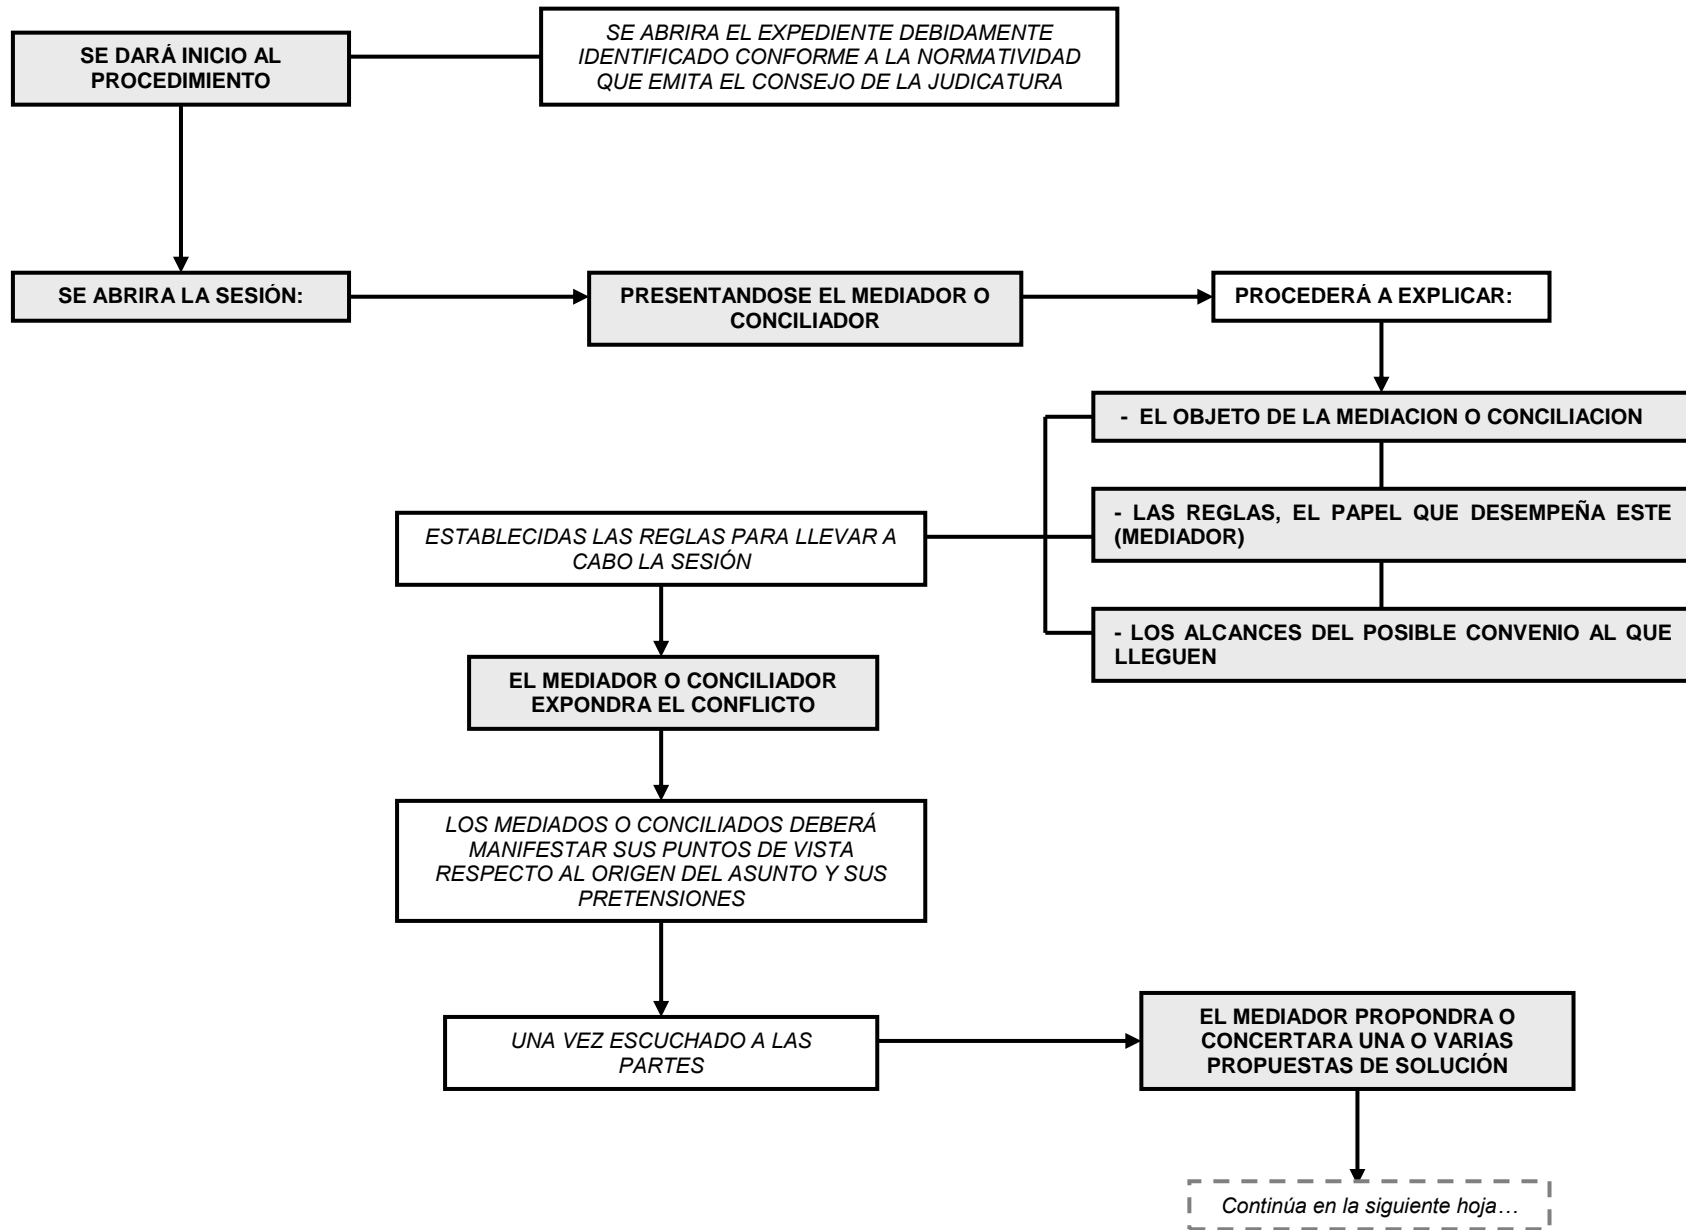 SE DARÁ INICIO AL
PROCEDIMIENTO
SE ABRIRA EL EXPEDIENTE DEBIDAMENTE
IDENTIFICADO CONFORME A LA NORMATIVIDAD
QUE EMITA EL CONSEJO DE LA JUDICATURA
SE ABRIRA LA SESIÓN:
PRESENTANDOSE EL MEDIADOR O
CONCILIADOR
PROCEDERÁ A EXPLICAR:
- EL OBJETO DE LA MEDIACION O CONCILIACION
- LAS REGLAS, EL PAPEL QUE DESEMPEÑA ESTE
(MEDIADOR)
- LOS ALCANCES DEL POSIBLE CONVENIO AL QUE
LLEGUEN
ESTABLECIDAS LAS REGLAS PARA LLEVAR A
CABO LA SESIÓN
EL MEDIADOR O CONCILIADOR
EXPONDRA EL CONFLICTO
LOS MEDIADOS O CONCILIADOS DEBERÁ
MANIFESTAR SUS PUNTOS DE VISTA
RESPECTO AL ORIGEN DEL ASUNTO Y SUS
PRETENSIONES
UNA VEZ ESCUCHADO A LAS
PARTES
EL MEDIADOR PROPONDRA O
CONCERTARA UNA O VARIAS
PROPUESTAS DE SOLUCIÓN
Continúa en la siguiente hoja…